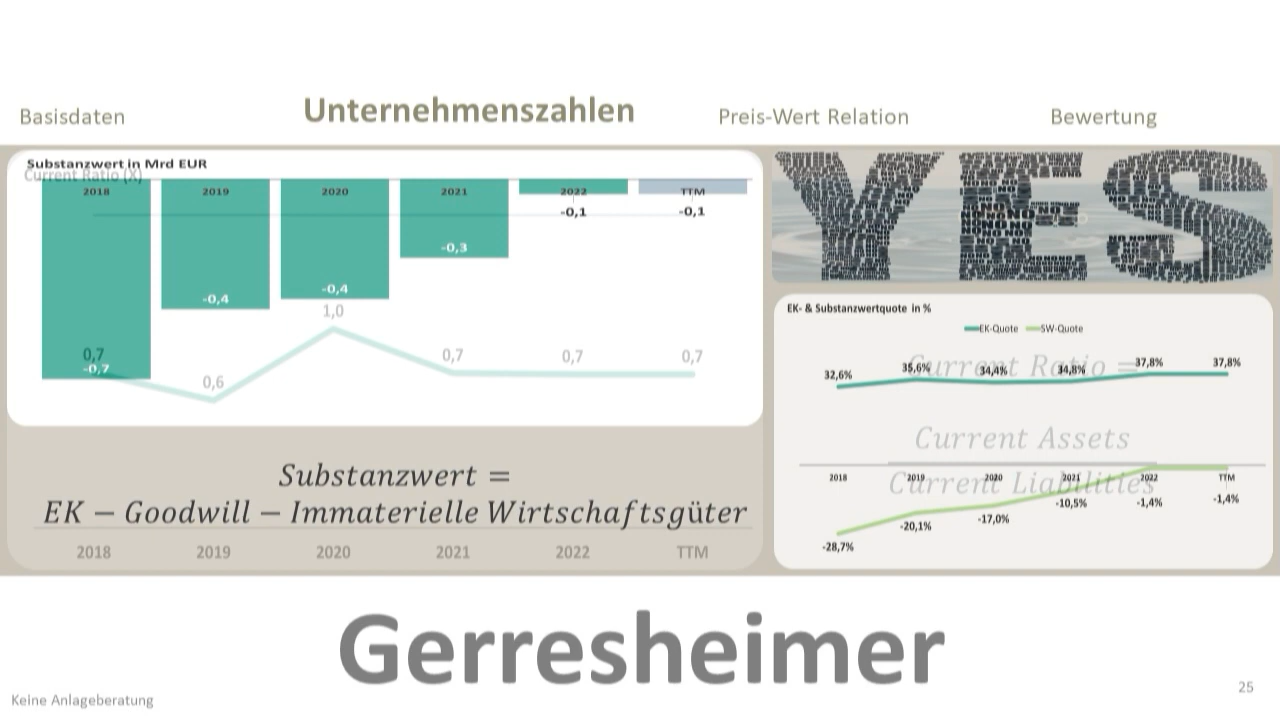 Basisdaten
Unternehmenszahlen
Preis-Wert Relation
Bewertung
Substanzwert in Mrd EUR
Current Ratio (X)
2018 2019 2020 2021 2022 TTM
-0,7 -0,4 -0,4 -0,3 -0,1 -0,1
0,7 0,6 1,0 0,7 0,7 0,7
Substanzwert =
EK − Goodwill − Immaterielle Wirtschaftsgüter
2018 2019 2020 2021 2022 TTM
YES
EK- & Substanzwertquote in %
EK-Quote SW-Quote
Current Ratio =
32,6% 35,6% 34,4% 34,8% 37,8% 37,8%
Current Assets
2018 2019 2020 2021 2022 TTM
Current Liabilities
-28,7% -20,1% -17,0% -10,5% -1,4% -1,4%
Gerresheimer
Keine Anlageberatung
25